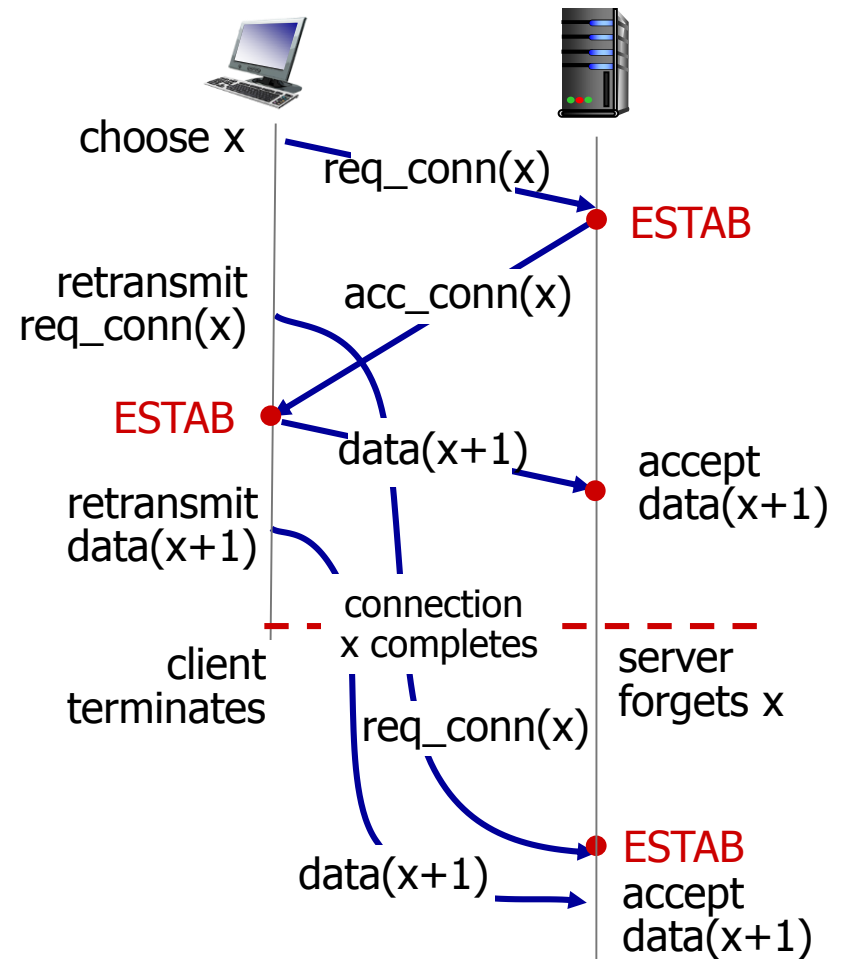 choose x
req_conn(x)
ESTAB
retransmit
req_conn(x)
acc_conn(x)
ESTAB
data(x+1)
accept
data(x+1)
retransmit
data(x+1)
connection
x completes
client
terminates
server
forgets x
req_conn(x)
ESTAB
data(x+1)
accept
data(x+1)